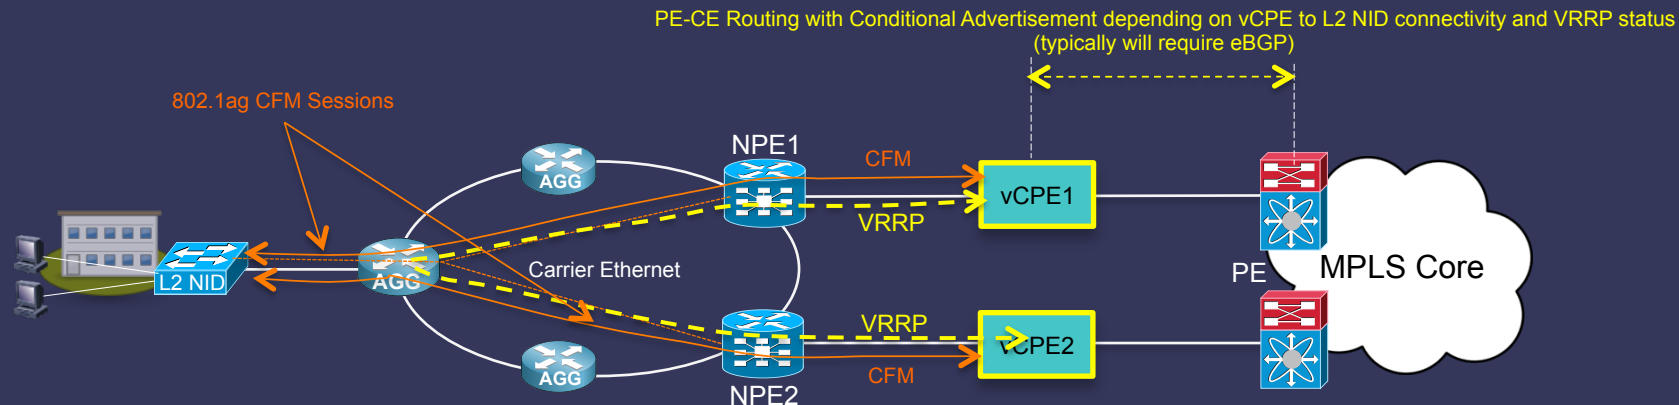 PE-CE Routing with Conditional Advertisement depending on vCPE to L2 NID connectivity and VRRP status
(typically will require eBGP)
802.1ag CFM Sessions
NPE1
CFM
AGG
vCPE1
VRRP
L2 NID
AGG
Carrier Ethernet
PE
MPLS Core
VRRP
vCPE2
AGG
CFM
NPE2